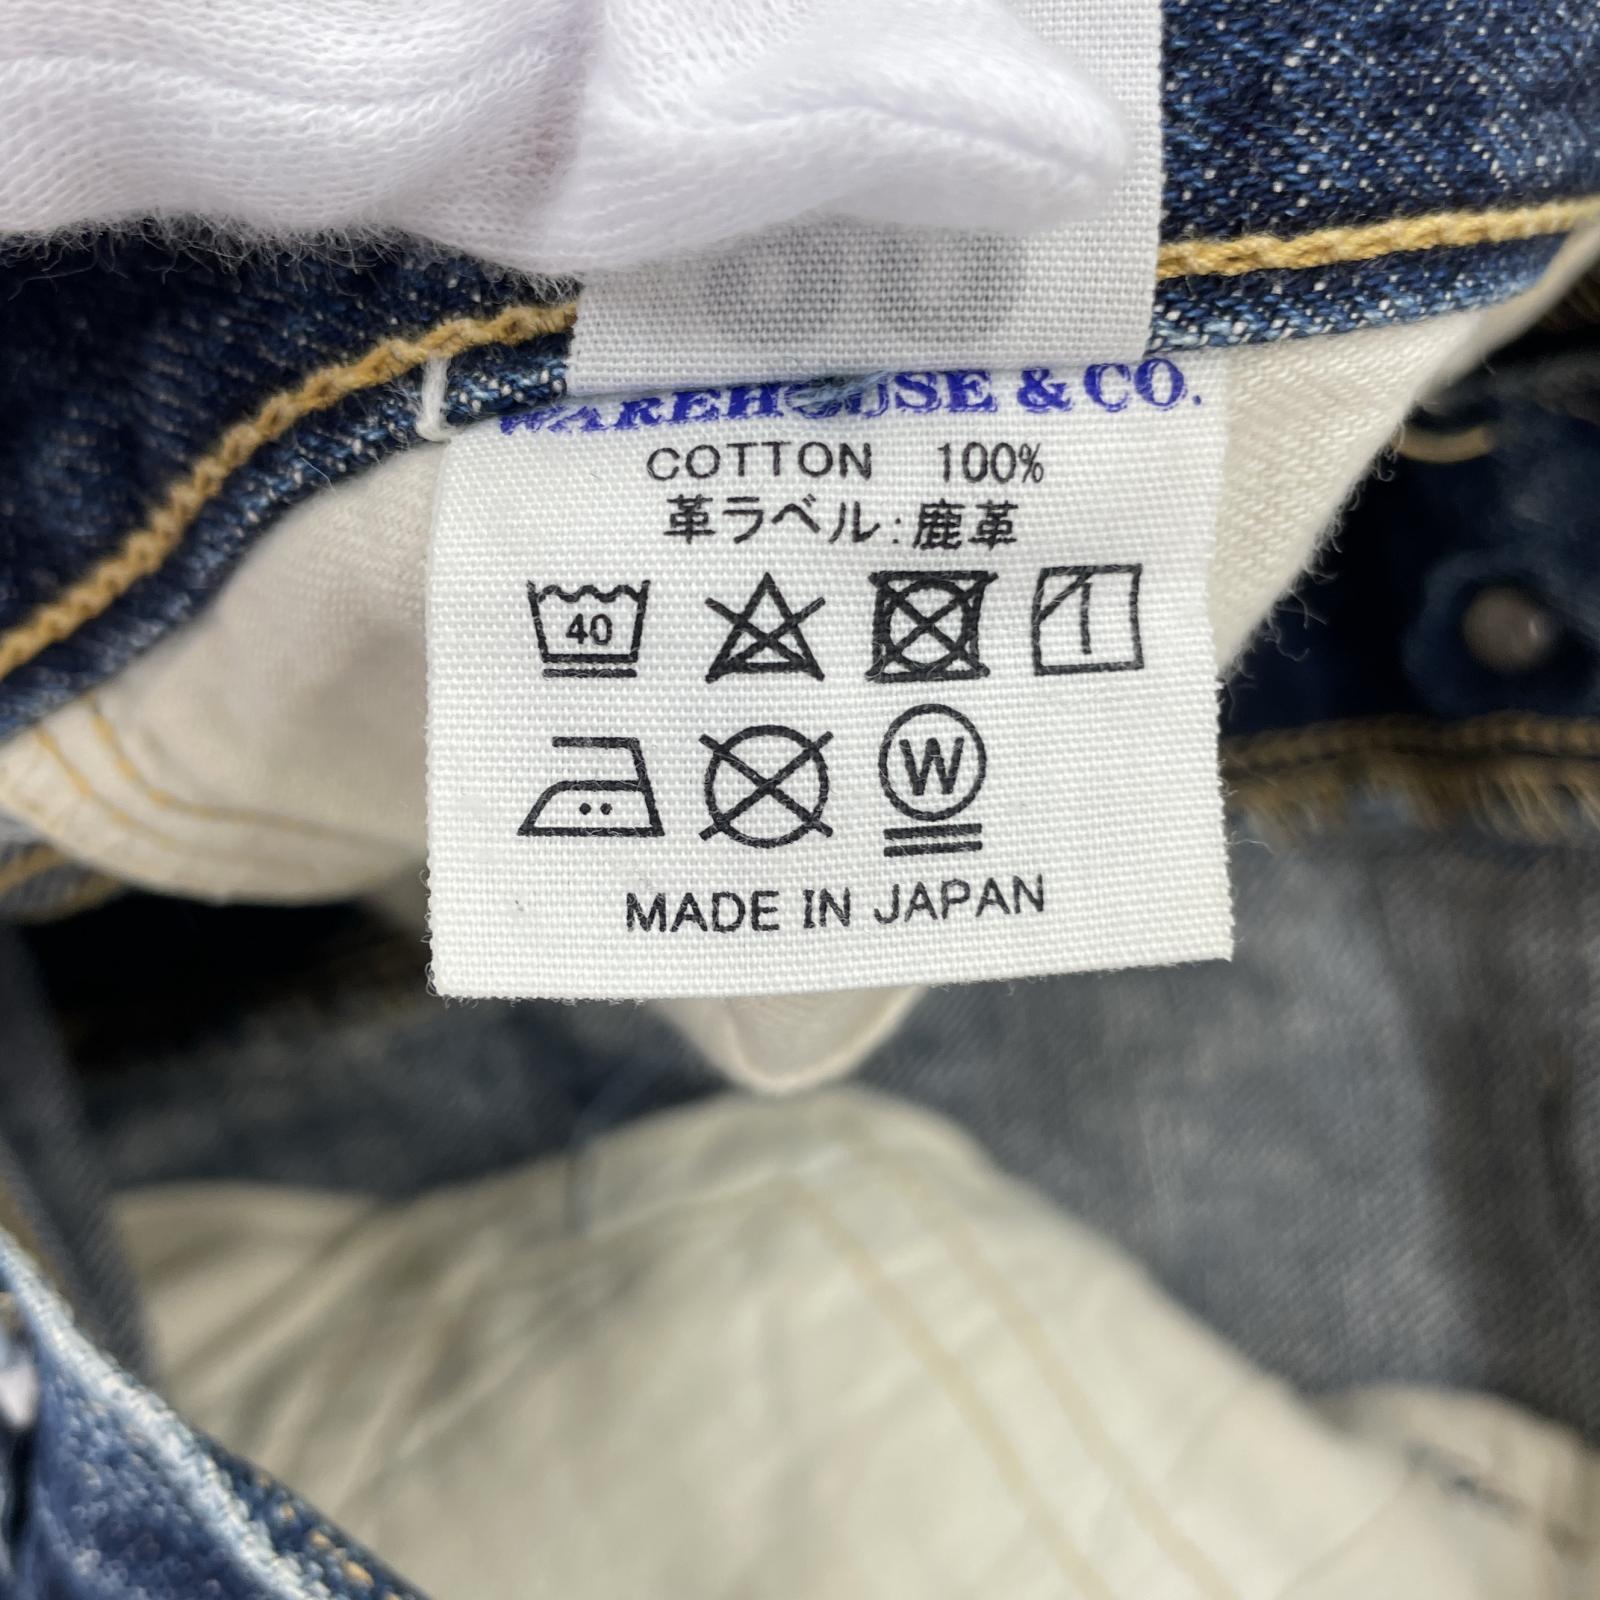 WAREHOUSE & CO.
COTTON 100%
革ラベル:鹿革
40
W
MADE IN JAPAN